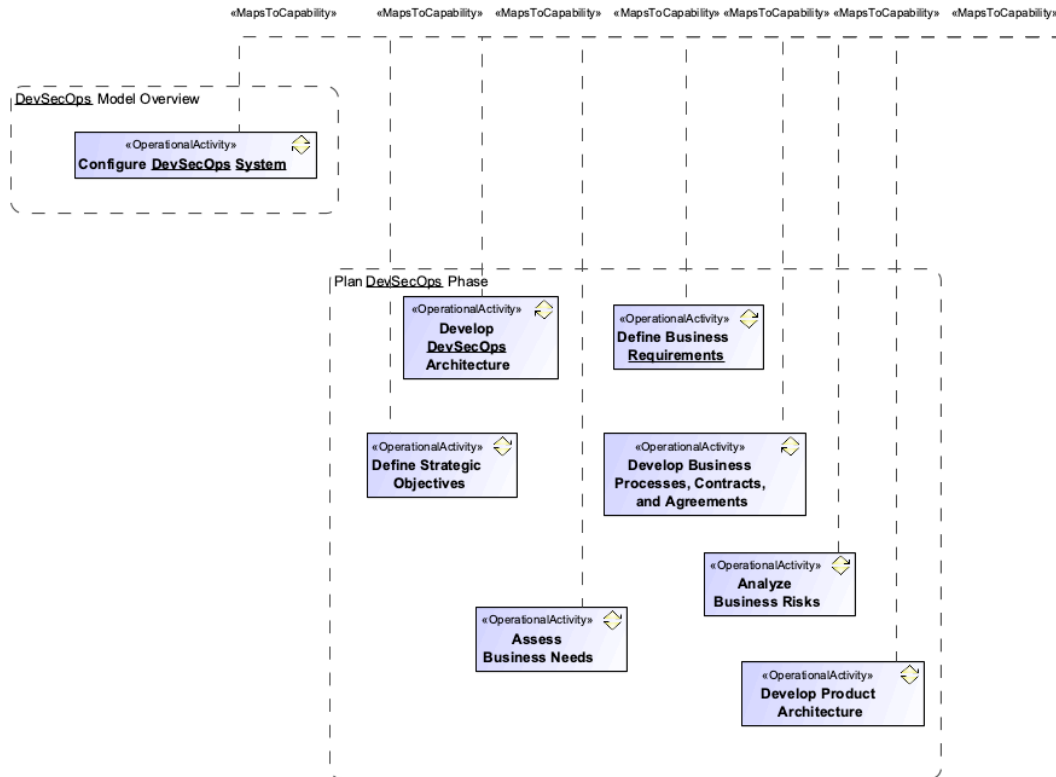 «MapsToCapability» «MapsToCapability» «MapsToCapability» «MapsToCapability» «MapsToCapability» «MapsToCapability» «MapsToCapability»
DevSecOps Model Overview
«OperationalActivity»
Configure DevSecOps System
Plan DevSecOps Phase
«OperationalActivity»
Develop
DevSecOps
Architecture
«OperationalActivity»
Define Business
Requirements
«OperationalActivity»
Define Strategic
Objectives
«OperationalActivity»
Develop Business
Processes, Contracts,
and Agreements
«OperationalActivity»
Analyze
Business Risks
«OperationalActivity»
Assess
Business Needs
«OperationalActivity»
Develop Product
Architecture